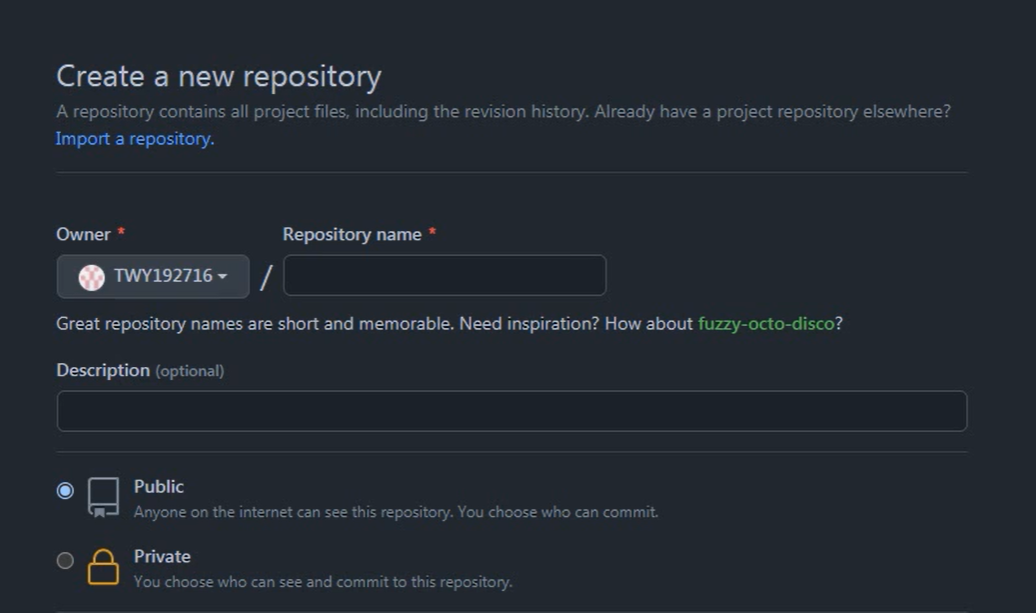 Create a new repository
A repository contains all project files, including the revision history. Already have a project repository elsewhere?
Import a repository.
Owner * Repository name *
TWY192716 /
Great repository names are short and memorable. Need inspiration? How about fuzzy-octo-disco?
Description (optional)
Public
Anyone on the internet can see this repository. You choose who can commit.
Private
You choose who can see and commit to this repository.